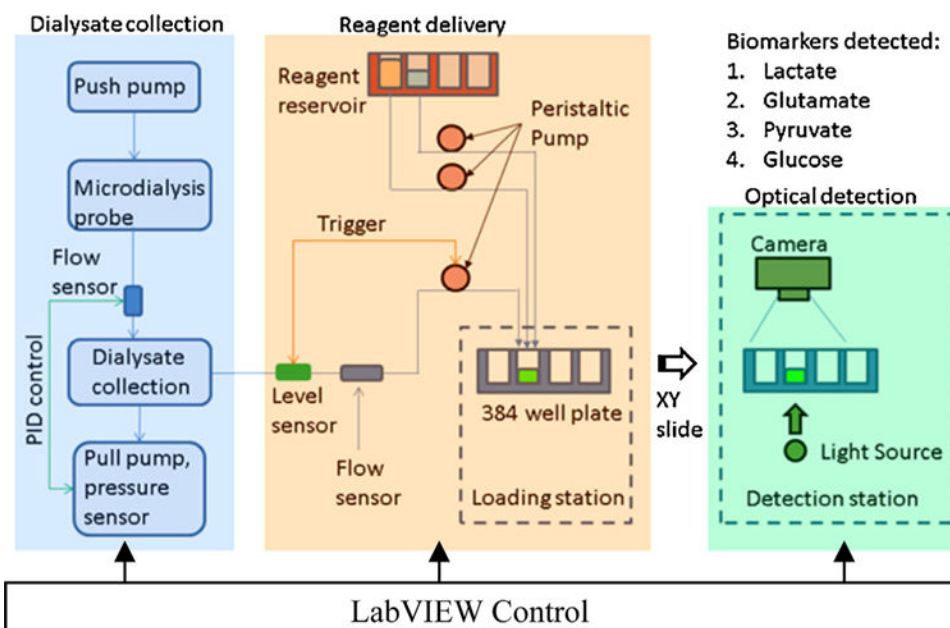 Dialysate collection
Push pump
Microdialysis
probe
Flow
sensor
PID control
Dialysate
collection
Pull pump,
pressure
sensor
Reagent delivery
Reagent
reservoir
Peristaltic
Pump
Trigger
Level
sensor
Flow
sensor
384 well plate
Loading station
XY
slide
Biomarkers detected:
1. Lactate
2. Glutamate
3. Pyruvate
4. Glucose
Optical detection
Camera
Light Source
Detection station
LabVIEW Control